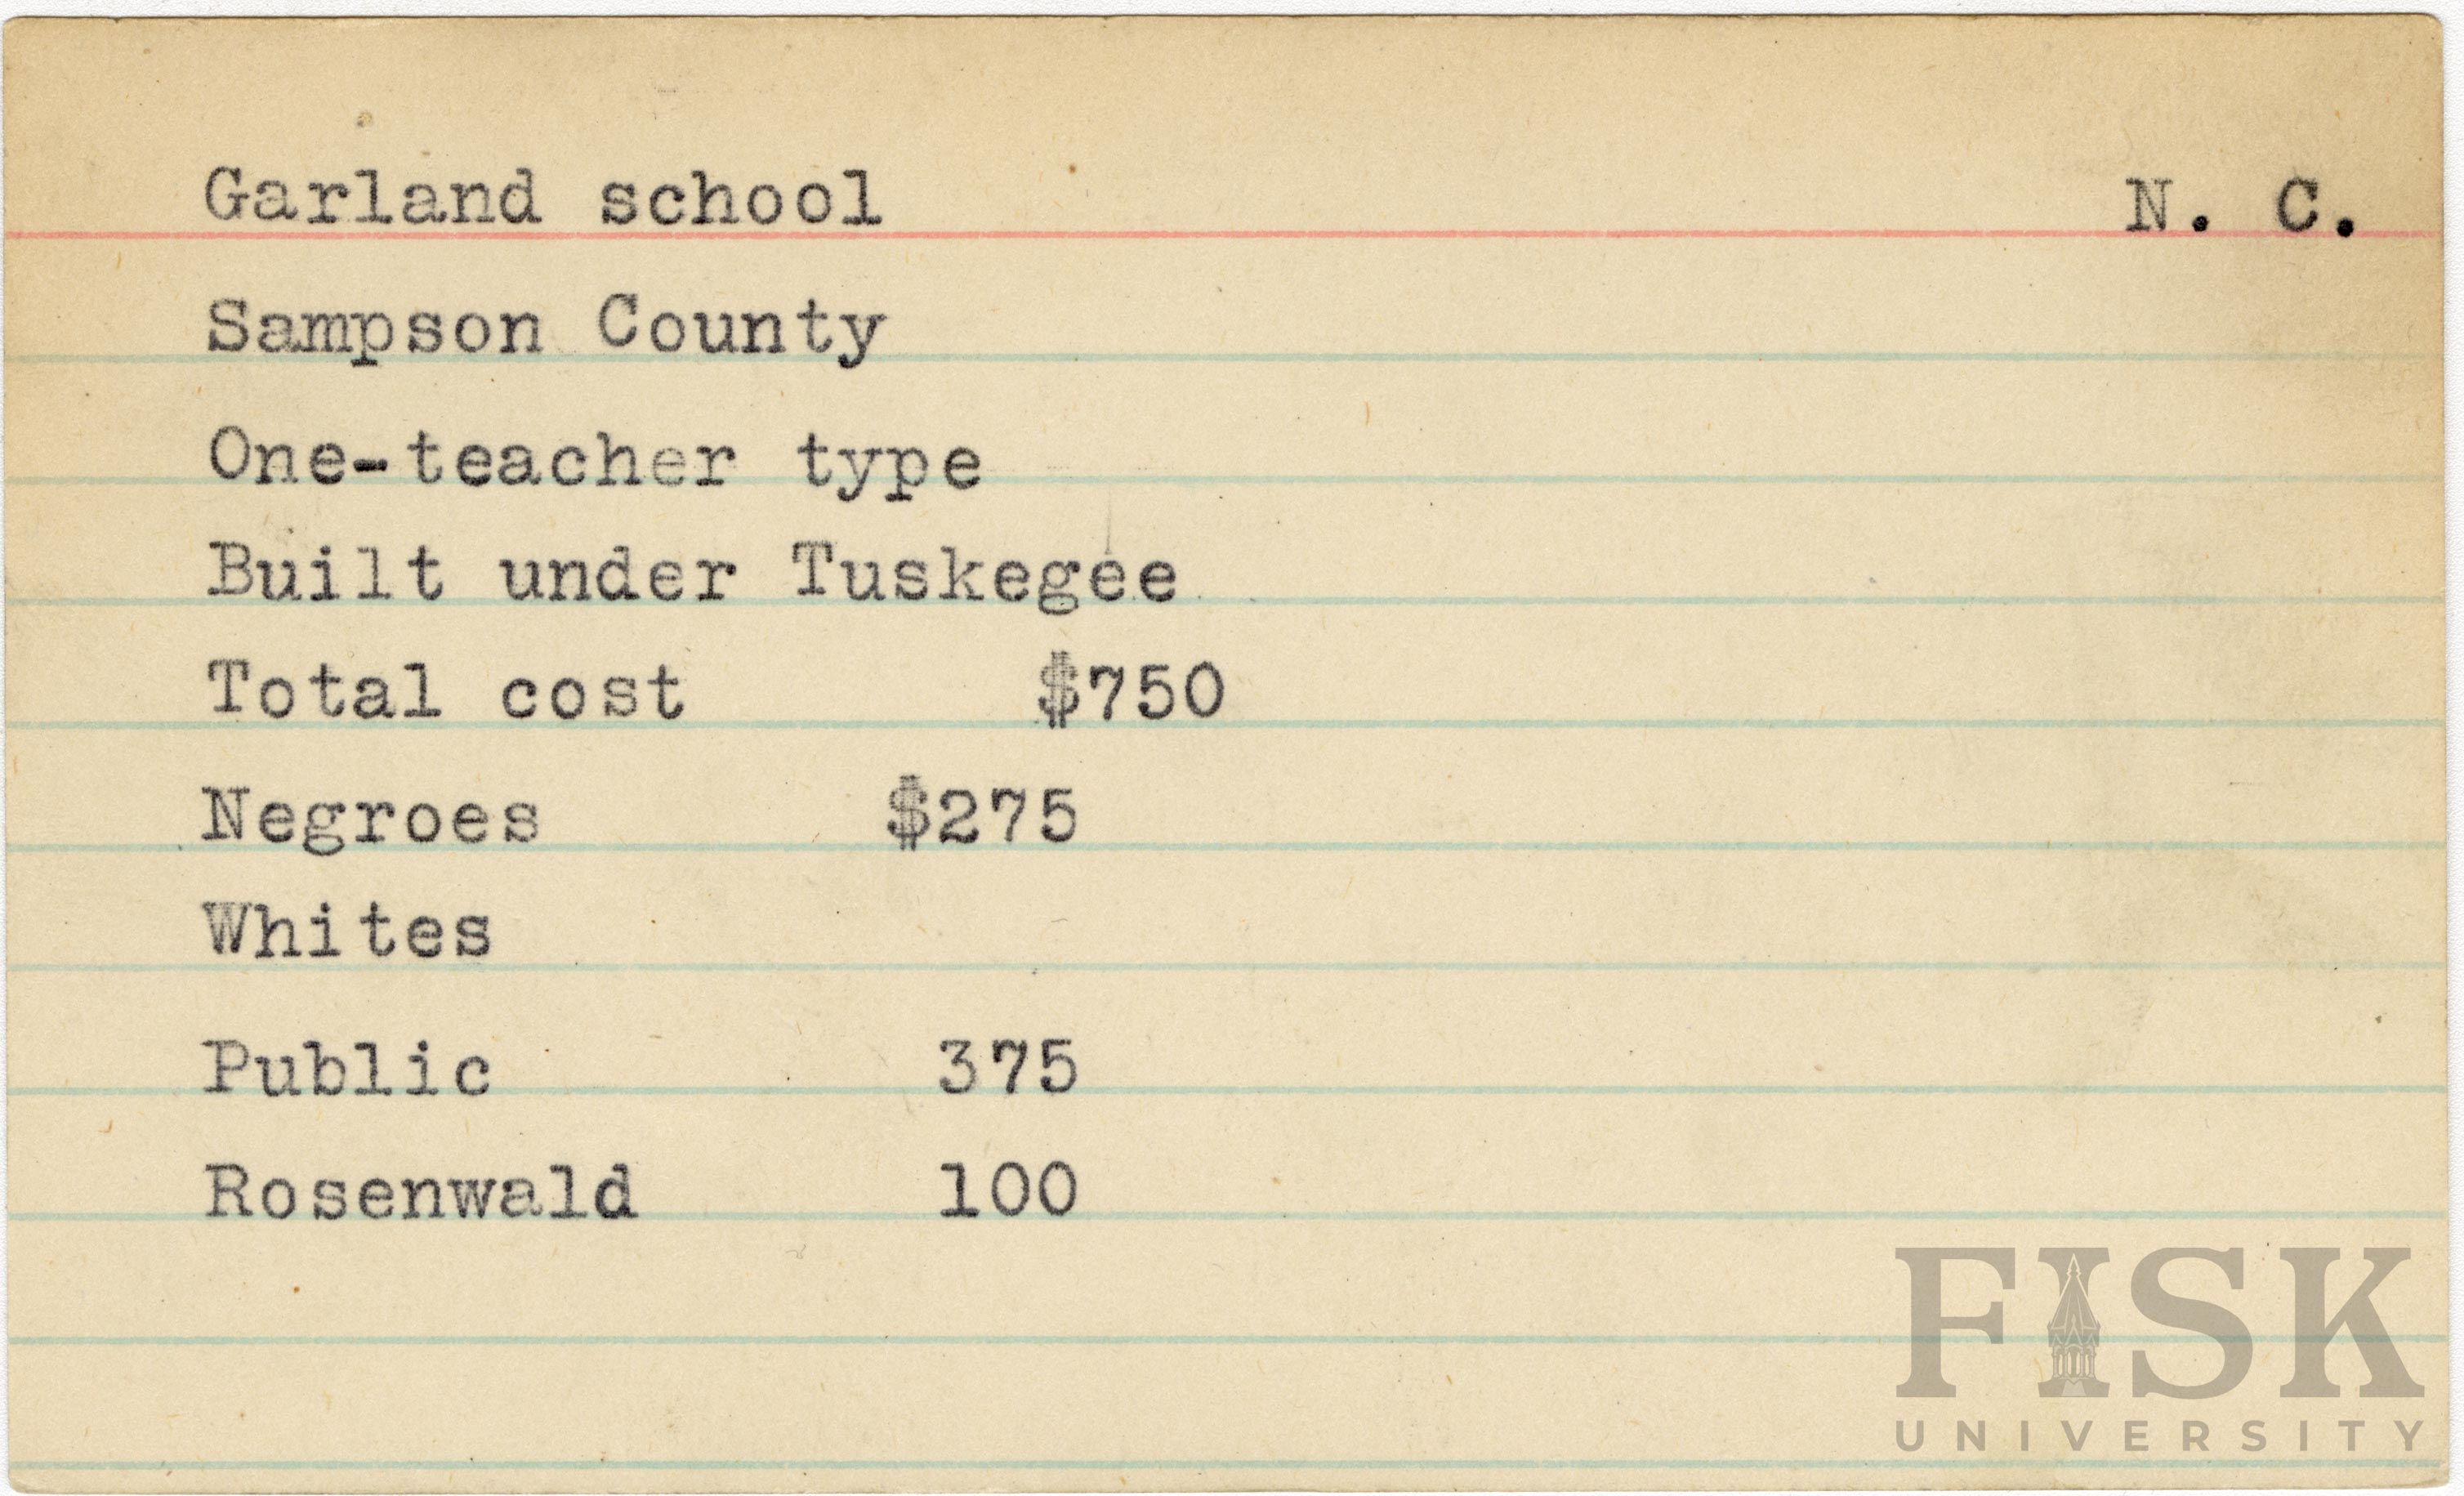 Garland school N. C.
Sampson County
One-teacher type
Built under Tuskegee
Total cost $750
Negroes $275
Whites
Public 375
Rosenwald 100
FISK
UNIVERSITY